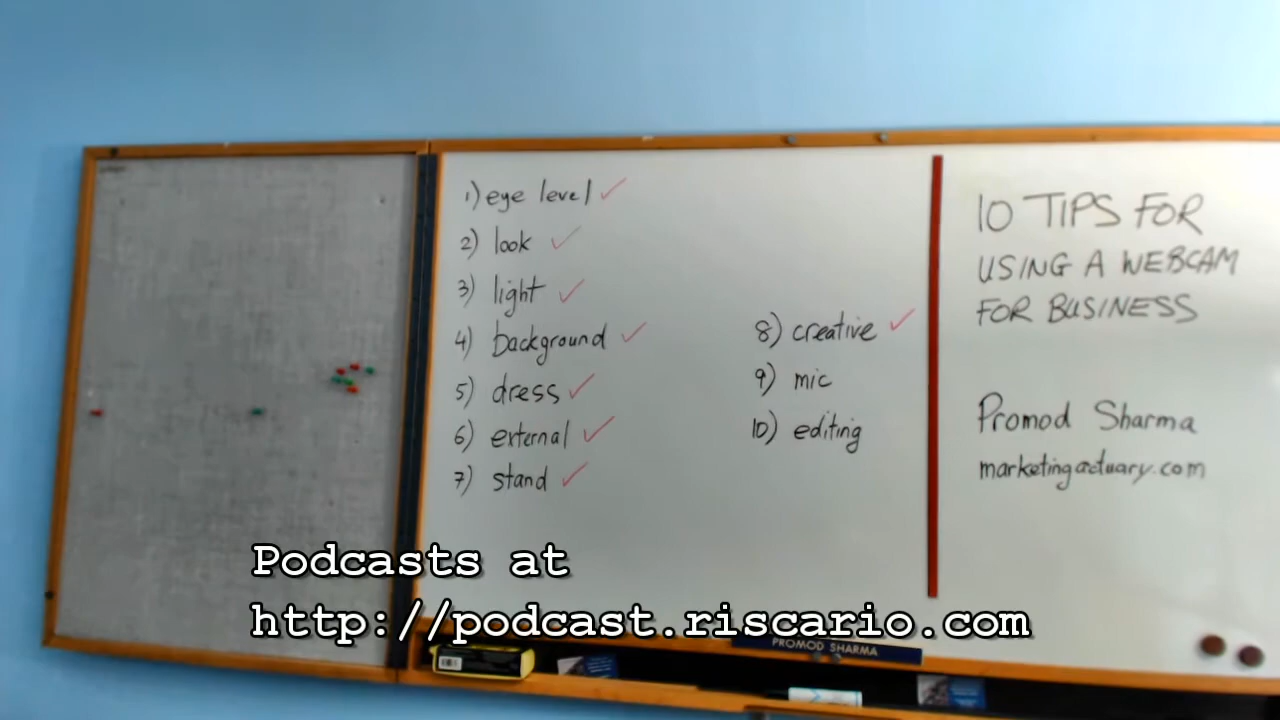 1) eye level ✓
2) look ✓
3) light ✓
4) background ✓
5) dress ✓
6) external ✓
7) stand ✓
8) creative ✓
9) mic
10) editing
10 TIPS FOR
USING A WEBCAM
FOR BUSINESS
Promod Sharma
marketingactuary.com
Podcasts at
http://podcast.riscario.com
PROMOD SHARMA